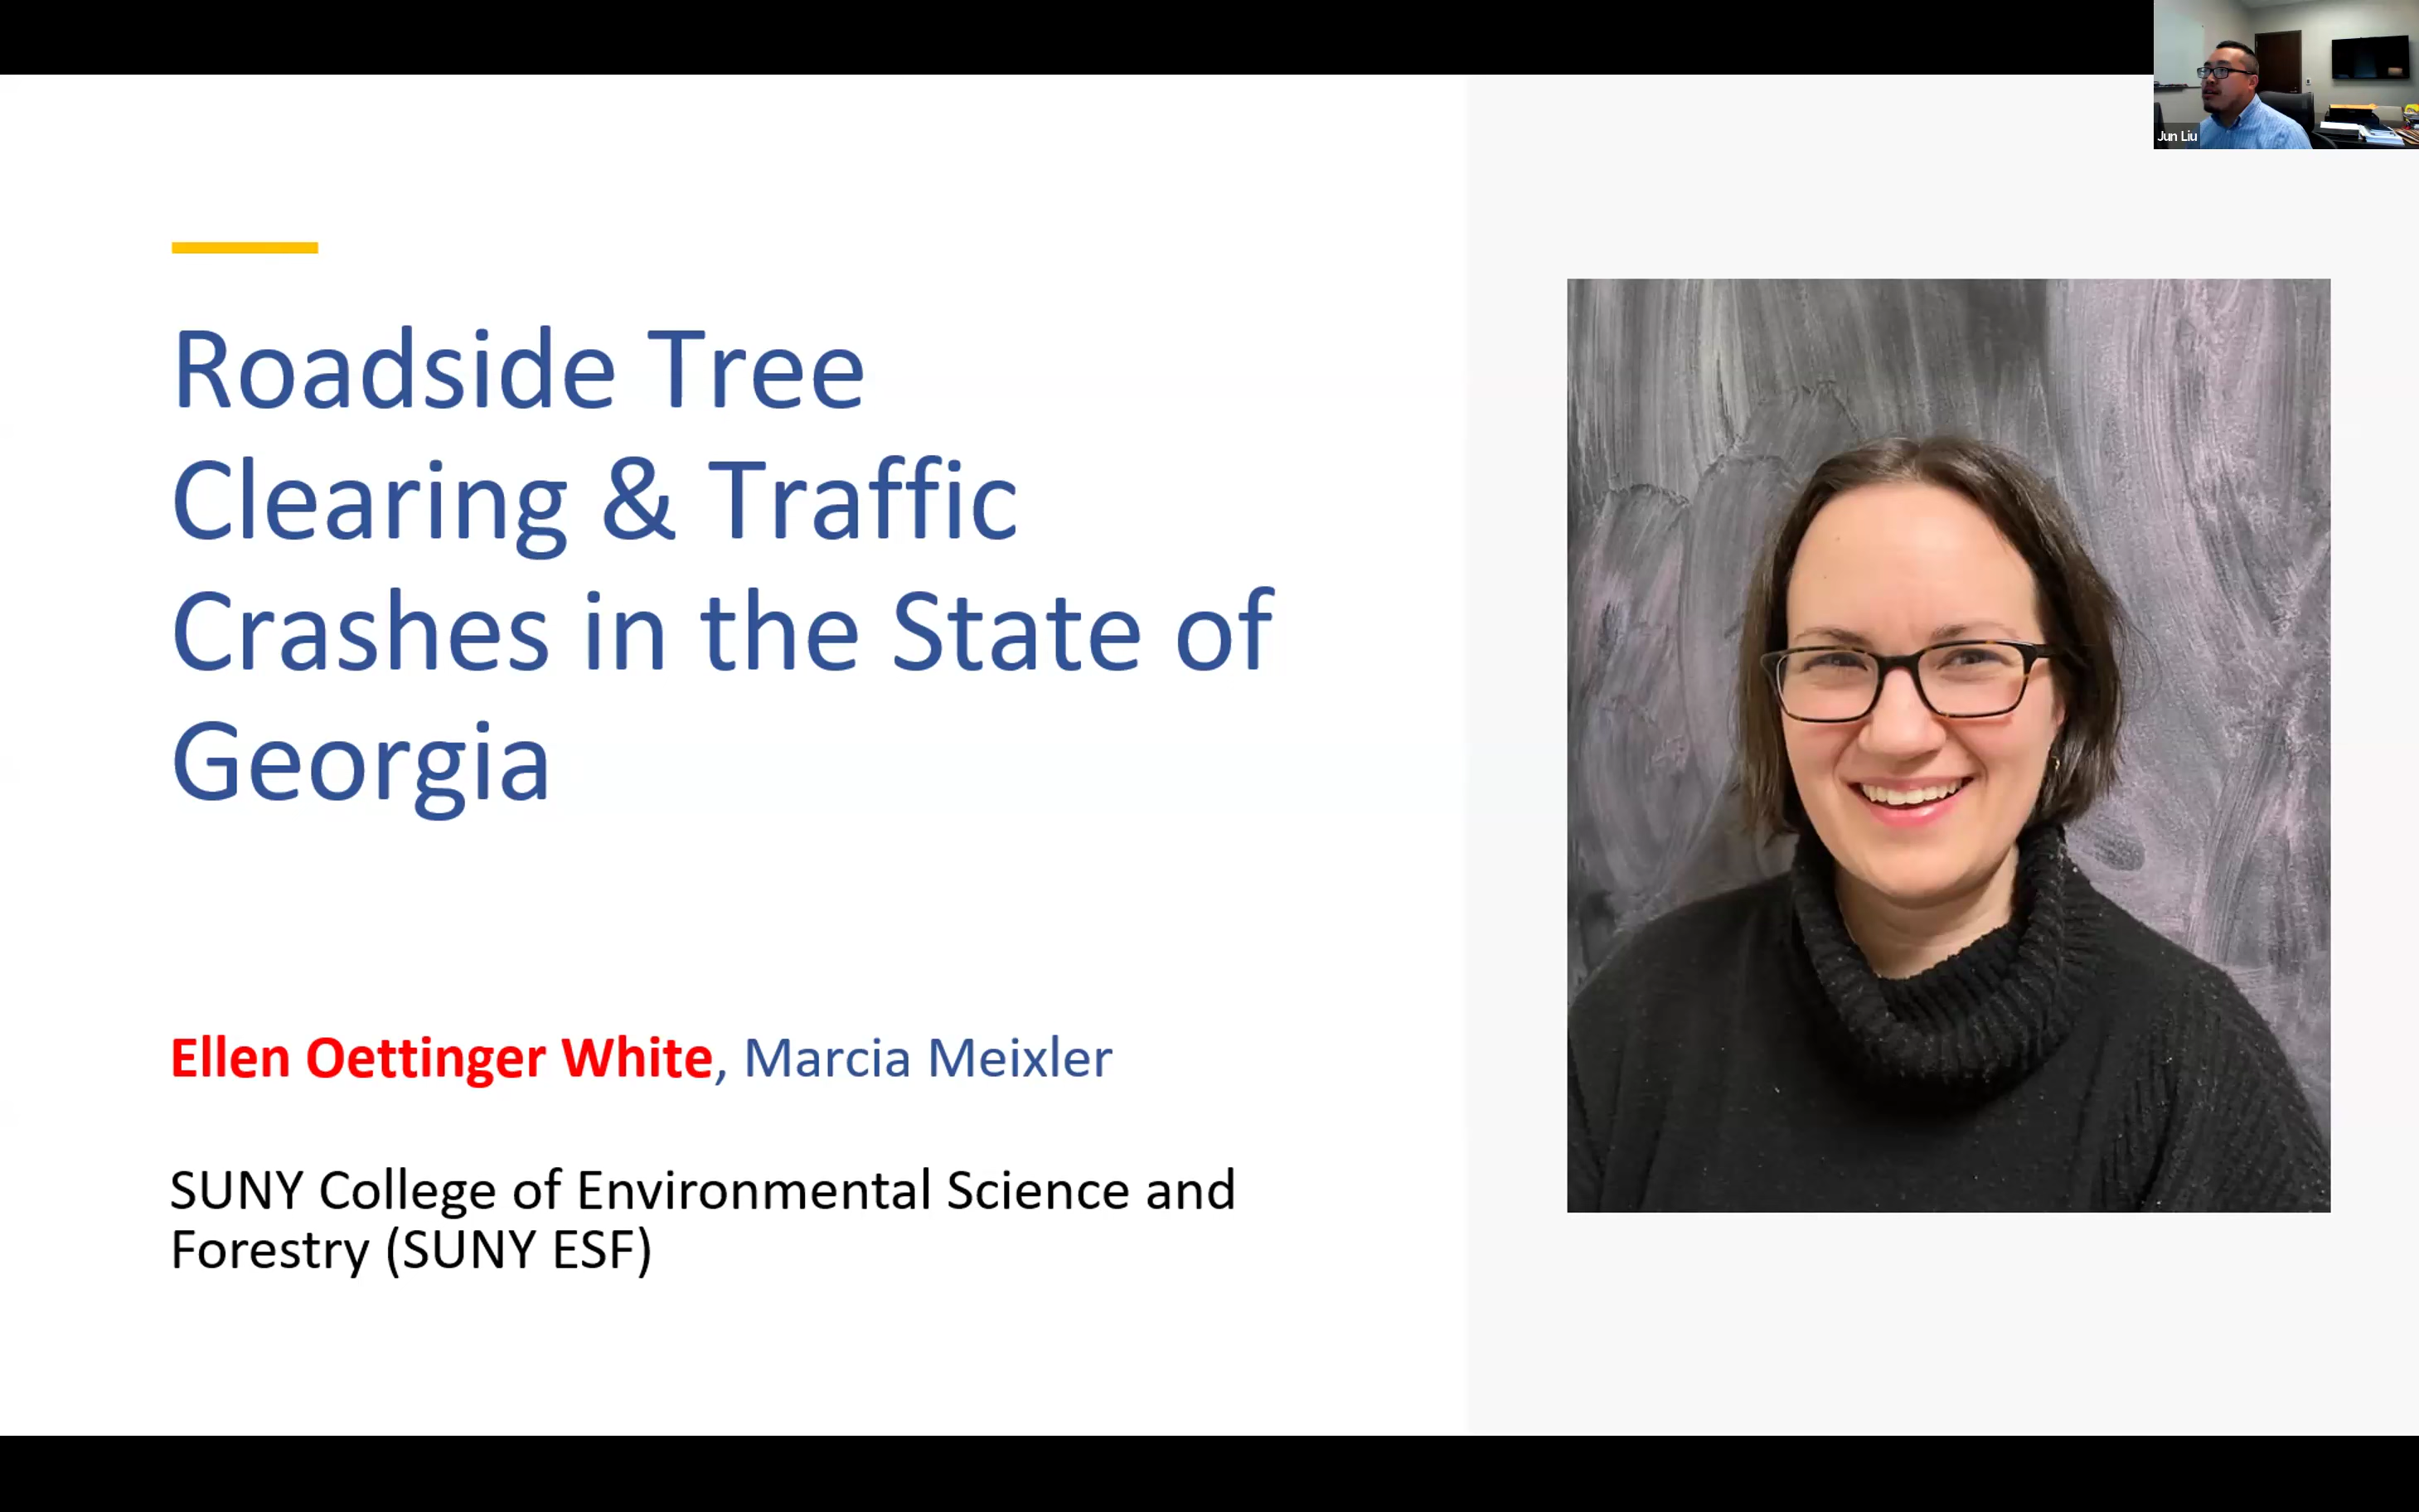 Jun Liu
Roadside Tree
Clearing & Traffic
Crashes in the State of
Georgia
Ellen Oettinger White, Marcia Meixler
SUNY College of Environmental Science and
Forestry (SUNY ESF)